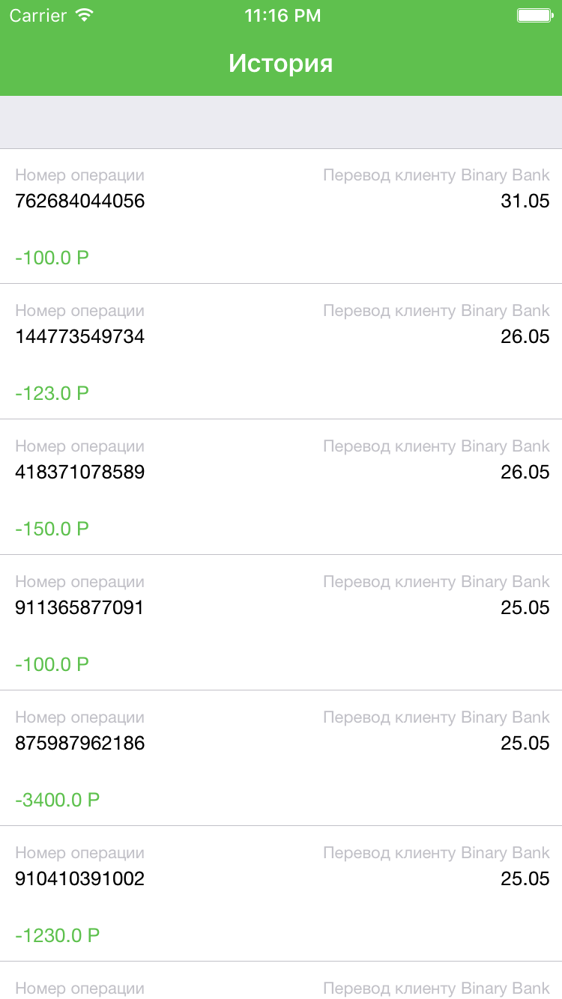 Carrier 11:16 PM
История
Номер операции Перевод клиенту Binary Bank
762684044056 31.05
-100.0 Р
Номер операции Перевод клиенту Binary Bank
144773549734 26.05
-123.0 Р
Номер операции Перевод клиенту Binary Bank
418371078589 26.05
-150.0 Р
Номер операции Перевод клиенту Binary Bank
911365877091 25.05
-100.0 Р
Номер операции Перевод клиенту Binary Bank
875987962186 25.05
-3400.0 Р
Номер операции Перевод клиенту Binary Bank
910410391002 25.05
-1230.0 Р
Номер операции Перевод клиенту Binary Bank